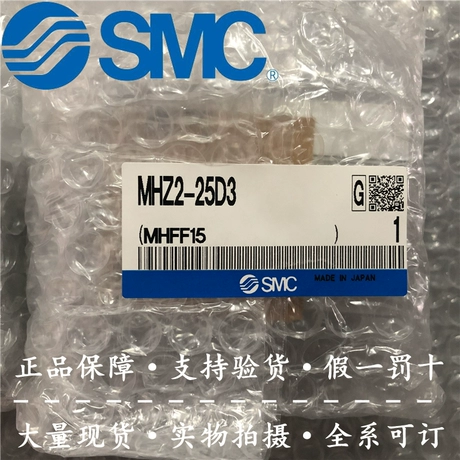 SMC®
MHZ2-25D3 G
(MHFF15 ) 1
SMC MADE IN JAPAN
正品保障·支持验货·假一罚十
大量现货·实物拍摄·全系可订